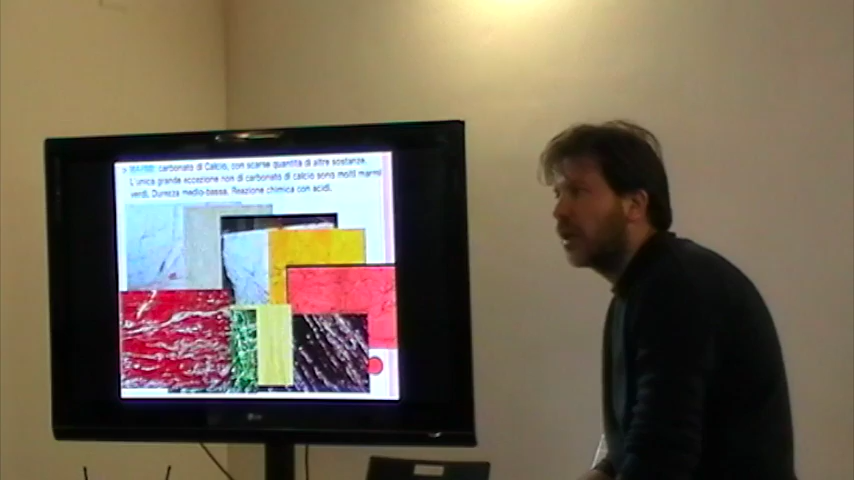 MARMI: carbonato di Calcio, con scarse quantità di altre sostanze.
L'unica grande eccezione non di carbonato di calcio sono molti marmi
verdi. Durezza medio-bassa. Reazione chimica con acidi.
LG